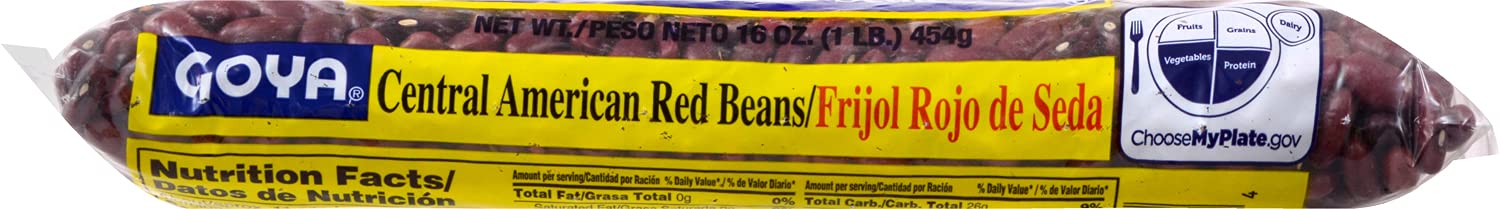 NET WT./PESO NETO 16 OZ. (1 LB.) 454g
GOYA®
Central American Red Beans/Frijol Rojo de Seda
Fruits
Grains
Dairy
Vegetables
Protein
ChooseMyPlate.gov
Nutrition Facts/
Datos de Nutrición
Amount per serving/Cantidad por Ración % Daily Value*./% de Valor Diario*
Total Fat/Grasa Total 0g 0%
Amount per serving/Cantidad por Ración % Daily Value*/% de Valor Diario*
Total Carb./Carb. Total 26g 9%
4